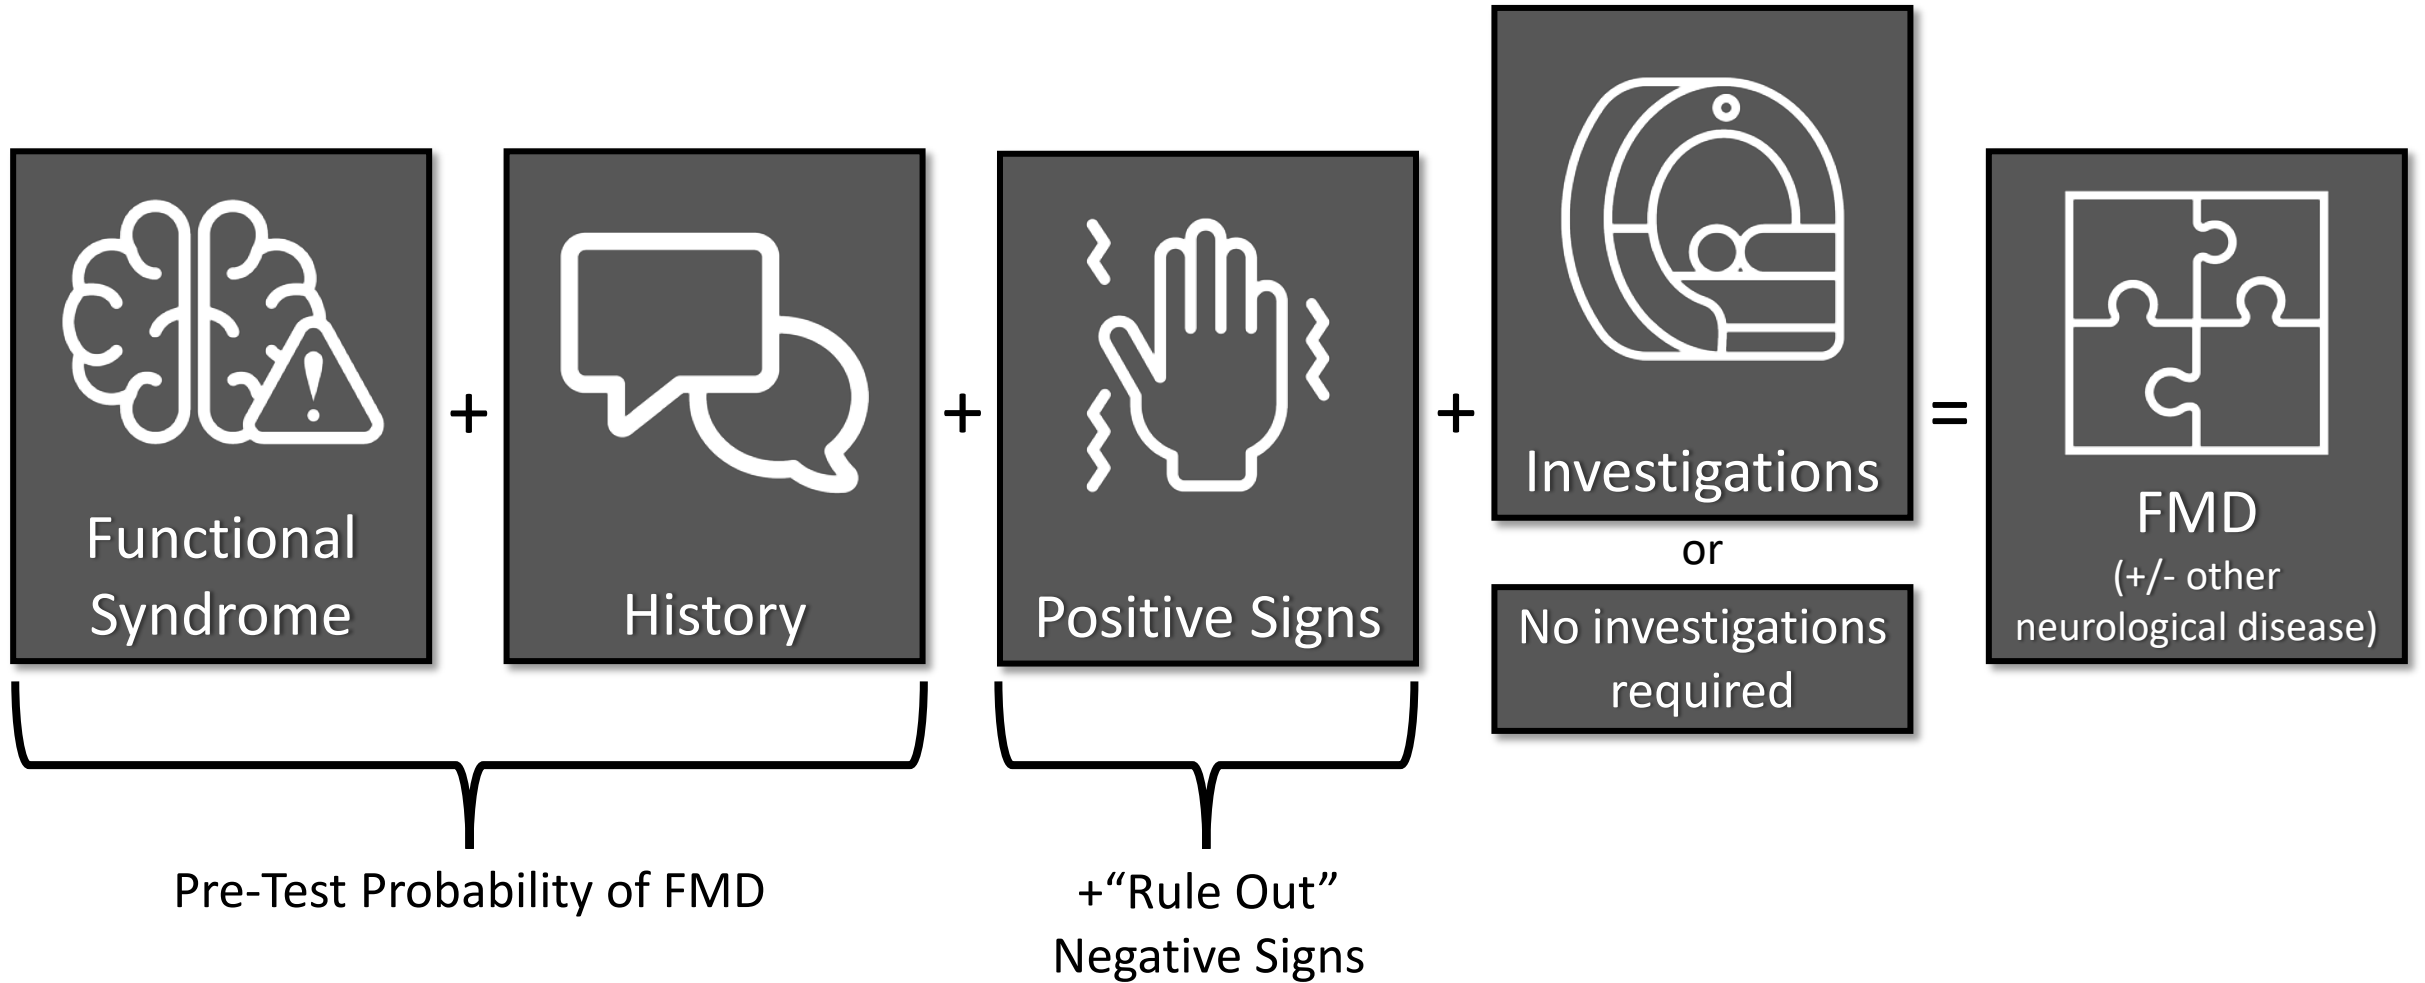 Functional
Syndrome
+
History
+
Positive Signs
+
Investigations
or
No investigations
required
=
FMD
(+/- other
neurological disease)
Pre-Test Probability of FMD
+“Rule Out”
Negative Signs